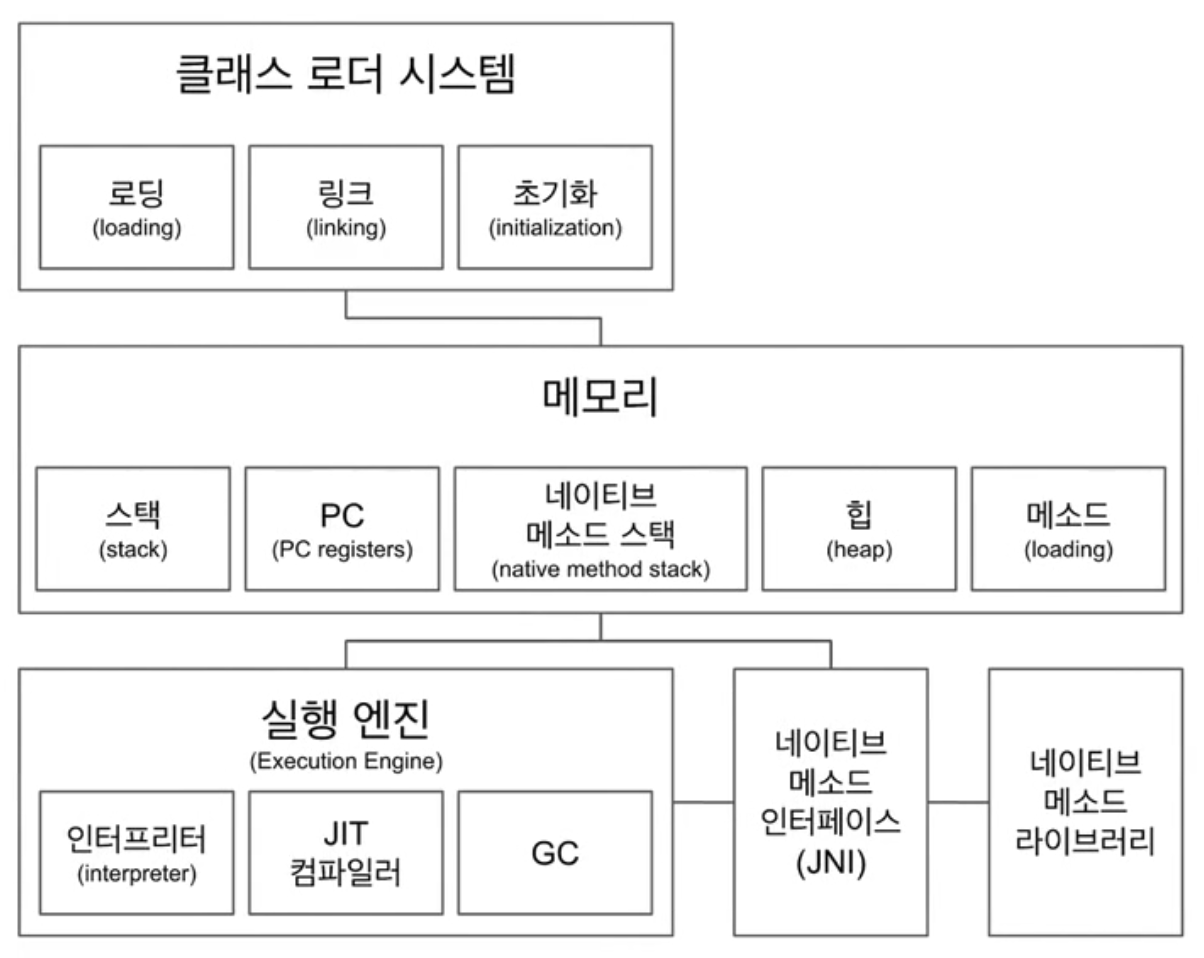 클래스 로더 시스템
로딩
(loading)
링크
(linking)
초기화
(initialization)
메모리
스택
(stack)
PC
(PC registers)
네이티브
메소드 스택
(native method stack)
힙
(heap)
메소드
(loading)
실행 엔진
(Execution Engine)
인터프리터
(interpreter)
JIT
컴파일러
GC
네이티브
메소드
인터페이스
(JNI)
네이티브
메소드
라이브러리